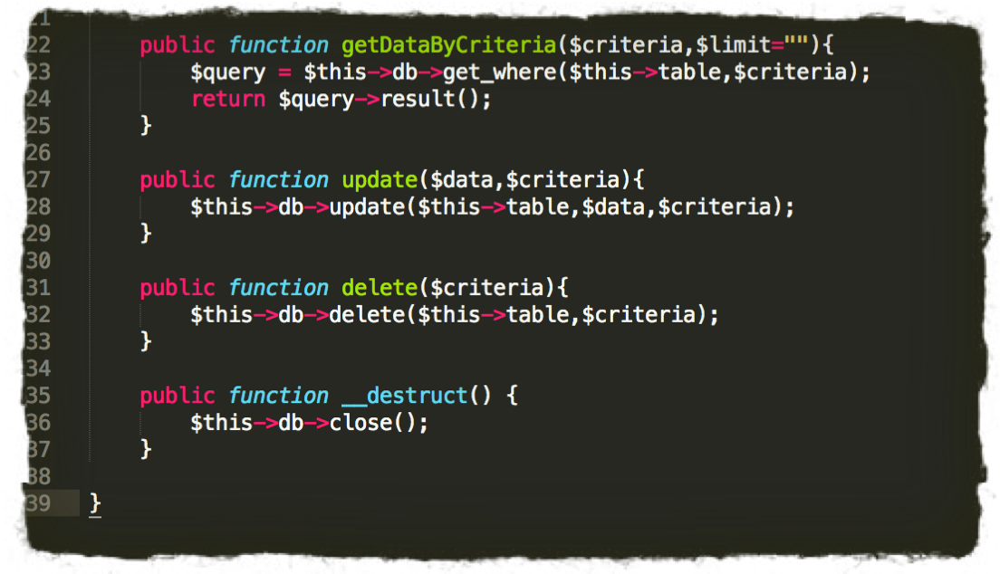 21
22 public function getDataByCriteria($criteria,$limit=""){
23 $query = $this->db->get_where($this->table,$criteria);
24 return $query->result();
25 }
26
27 public function update($data,$criteria){
28 $this->db->update($this->table,$data,$criteria);
29 }
30
31 public function delete($criteria){
32 $this->db->delete($this->table,$criteria);
33 }
34
35 public function __destruct() {
36 $this->db->close();
37 }
38
39 }